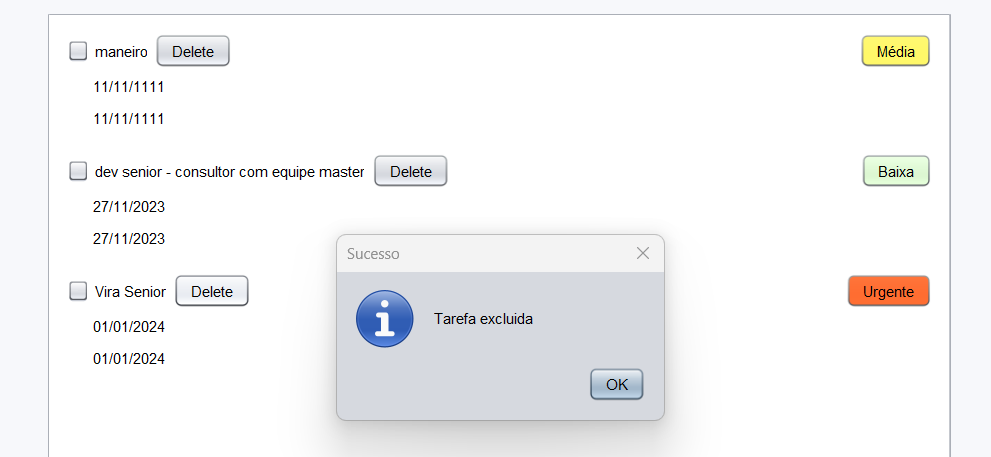 maneiro Delete Média
11/11/1111
11/11/1111
dev senior - consultor com equipe master Delete Baixa
27/11/2023
27/11/2023
Sucesso
Vira Senior Delete Urgente
Tarefa excluida
01/01/2024
01/01/2024
OK